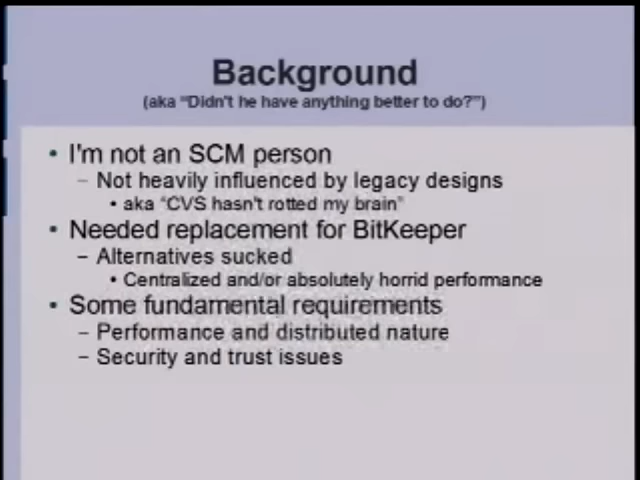 Background
(aka "Didn't he have anything better to do?")
• I'm not an SCM person
– Not heavily influenced by legacy designs
• aka "CVS hasn't rotted my brain"
• Needed replacement for BitKeeper
– Alternatives sucked
• Centralized and/or absolutely horrid performance
• Some fundamental requirements
– Performance and distributed nature
– Security and trust issues